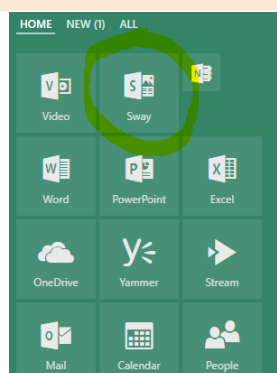 HOME NEW (1) ALL
Video Sway
Word PowerPoint Excel
OneDrive Yammer Stream
Mail Calendar People